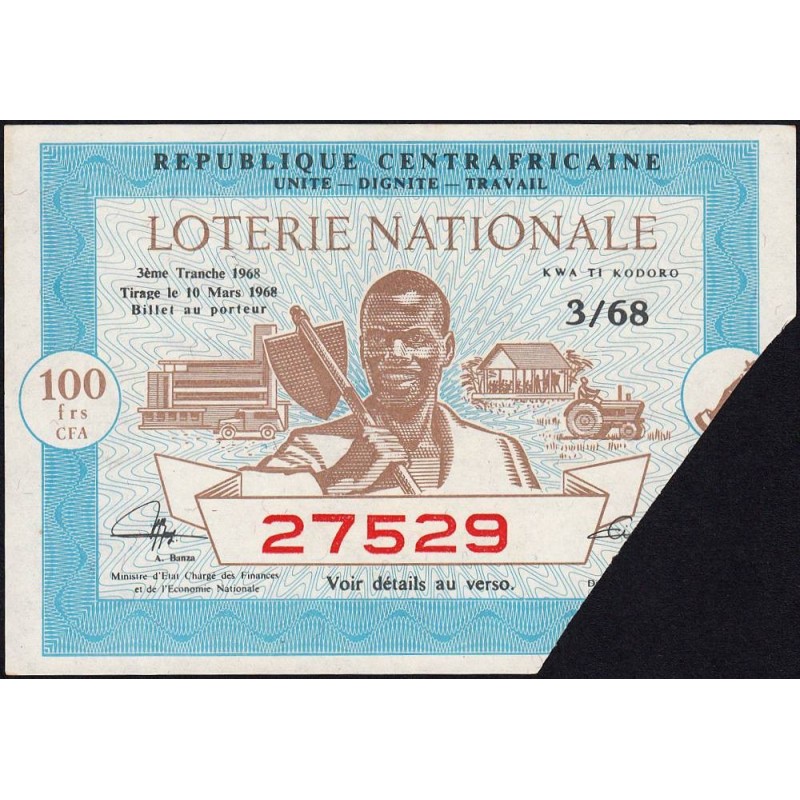 REPUBLIQUE CENTRAFRICAINE
UNITE — DIGNITE — TRAVAIL
LOTERIE NATIONALE
3ème Tranche 1968
Tirage le 10 Mars 1968
Billet au porteur
KWA TI KODORO
3/68
100
frs
CFA
27529
A. Banza
Ministre d'Etat Chargé des Finances
et de l'Economie Nationale
Voir détails au verso.